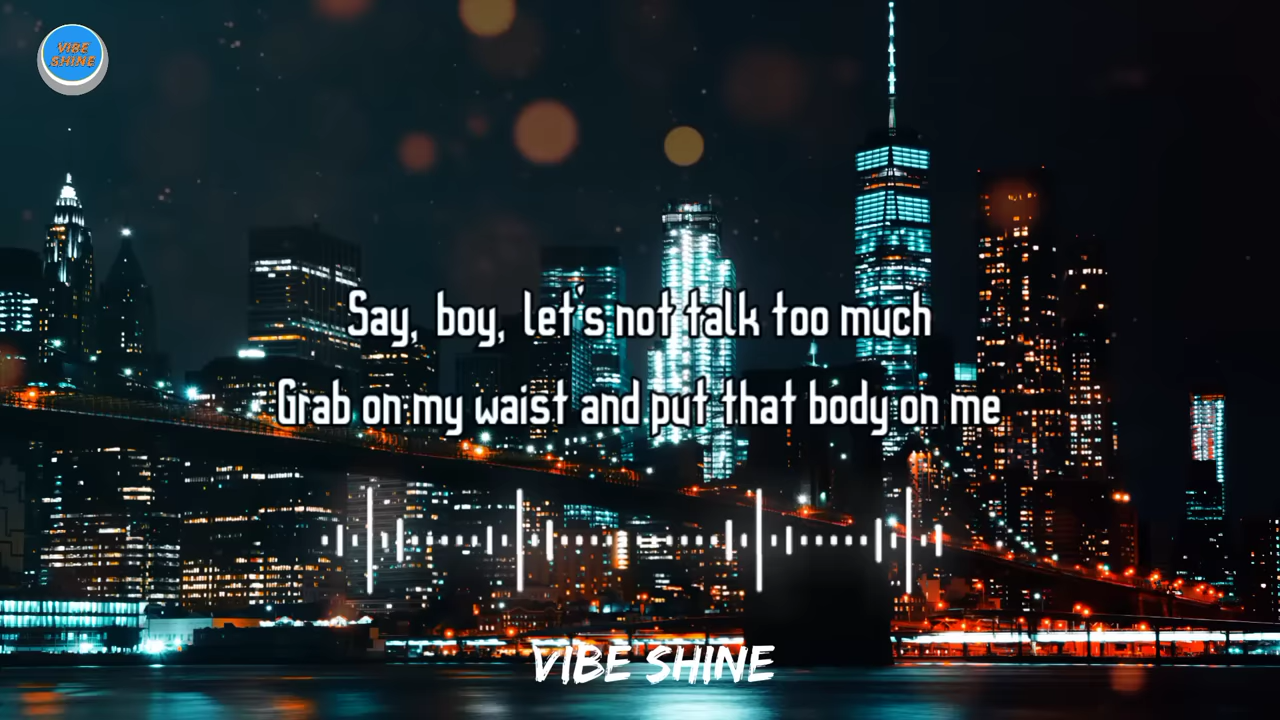 VIBE
SHINE
Say, boy, let's not talk too much
Grab on my waist and put that body on me
VIBE SHINE